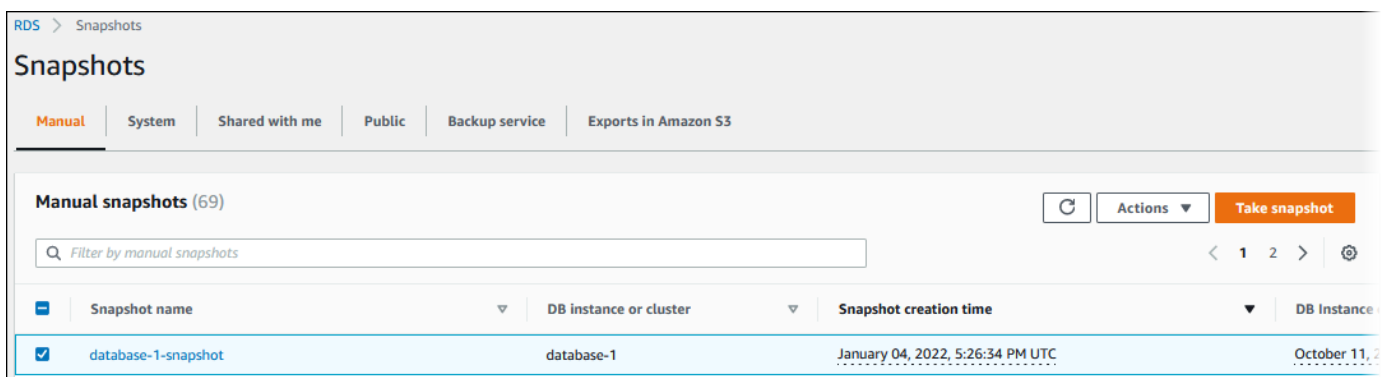 RDS > Snapshots
Snapshots
Manual System Shared with me Public Backup service Exports in Amazon S3
Manual snapshots (69) Actions Take snapshot
Filter by manual snapshots 1 2
Snapshot name DB instance or cluster Snapshot creation time DB Instance
database-1-snapshot database-1 January 04, 2022, 5:26:34 PM UTC October 11,